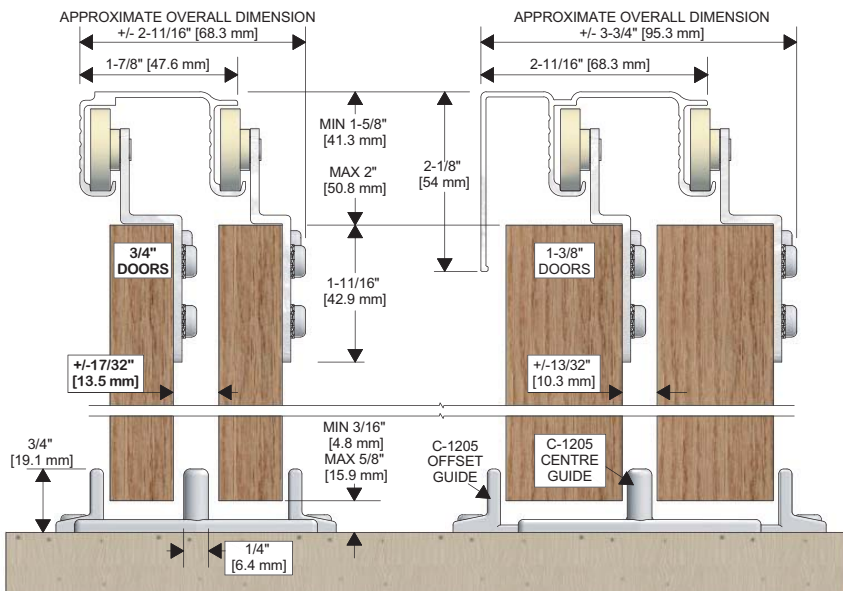 APPROXIMATE OVERALL DIMENSION
+/- 2-11/16" [68.3 mm]
1-7/8" [47.6 mm]
MIN 1-5/8"
[41.3 mm]
MAX 2"
[50.8 mm]
3/4"
DOORS
1-11/16"
[42.9 mm]
+/-17/32"
[13.5 mm]
MIN 3/16"
[4.8 mm]
MAX 5/8"
[15.9 mm]
3/4"
[19.1 mm]
1/4"
[6.4 mm]
APPROXIMATE OVERALL DIMENSION
+/- 3-3/4" [95.3 mm]
2-11/16" [68.3 mm]
2-1/8"
[54 mm]
1-3/8"
DOORS
+/-13/32"
[10.3 mm]
C-1205
OFFSET
GUIDE
C-1205
CENTRE
GUIDE